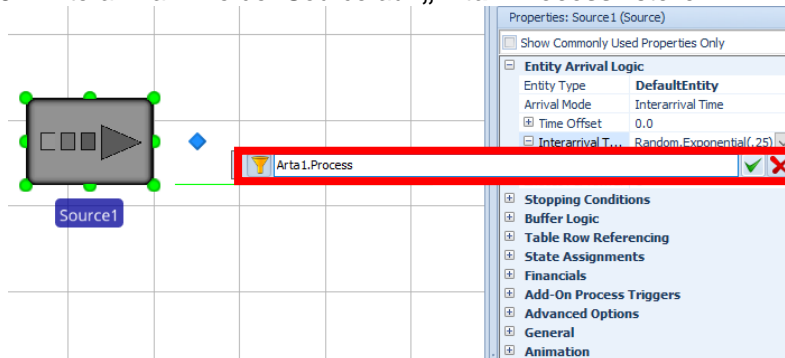 Properties: Source1 (Source)
Show Commonly Used Properties Only
Entity Arrival Logic
Entity Type DefaultEntity
Arrival Mode Interarrival Time
Time Offset 0.0
Interarrival T... Random.Exponential(.25)
Arta1.Process
Source1
Stopping Conditions
Buffer Logic
Table Row Referencing
State Assignments
Financials
Add-On Process Triggers
Advanced Options
General
Animation